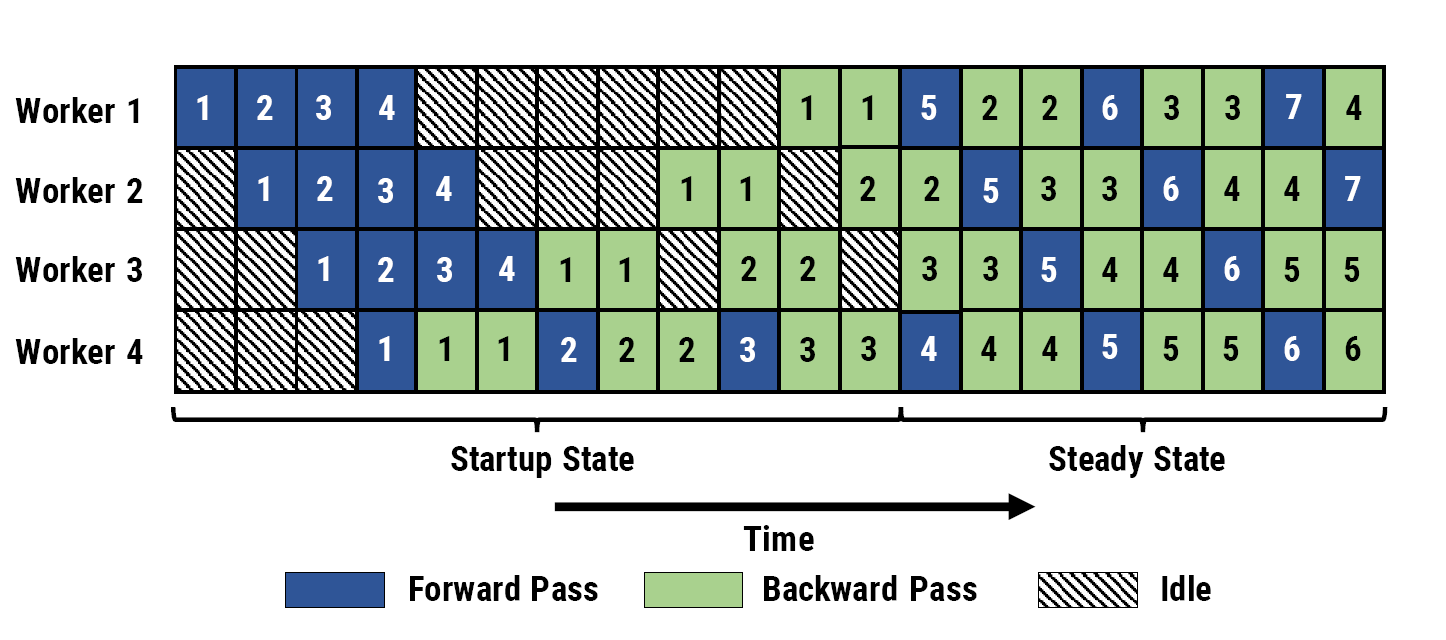 Worker 1 1 2 3 4 1 1 5 2 2 6 3 3 7 4
Worker 2 1 2 3 4 1 1 2 2 5 3 3 6 4 4 7
Worker 3 1 2 3 4 1 1 2 2 3 3 5 4 4 6 5 5
Worker 4 1 1 1 2 2 2 3 3 3 4 4 4 5 5 5 6 6
Startup State Steady State
Time
Forward Pass Backward Pass Idle